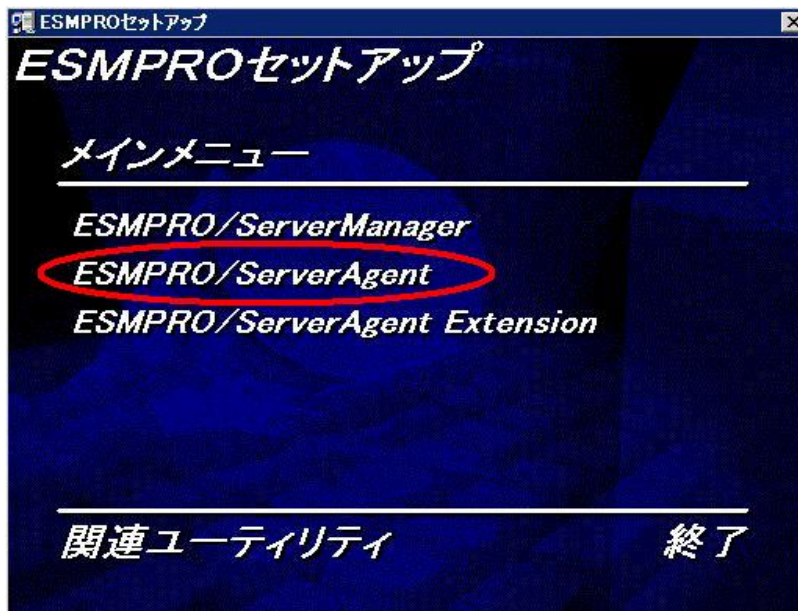 ESMPROセットアップ
ESMPROセットアップ
メインメニュー
ESMPRO/ServerManager
ESMPRO/ServerAgent
ESMPRO/ServerAgent Extension
関連ユーティリティ 終了